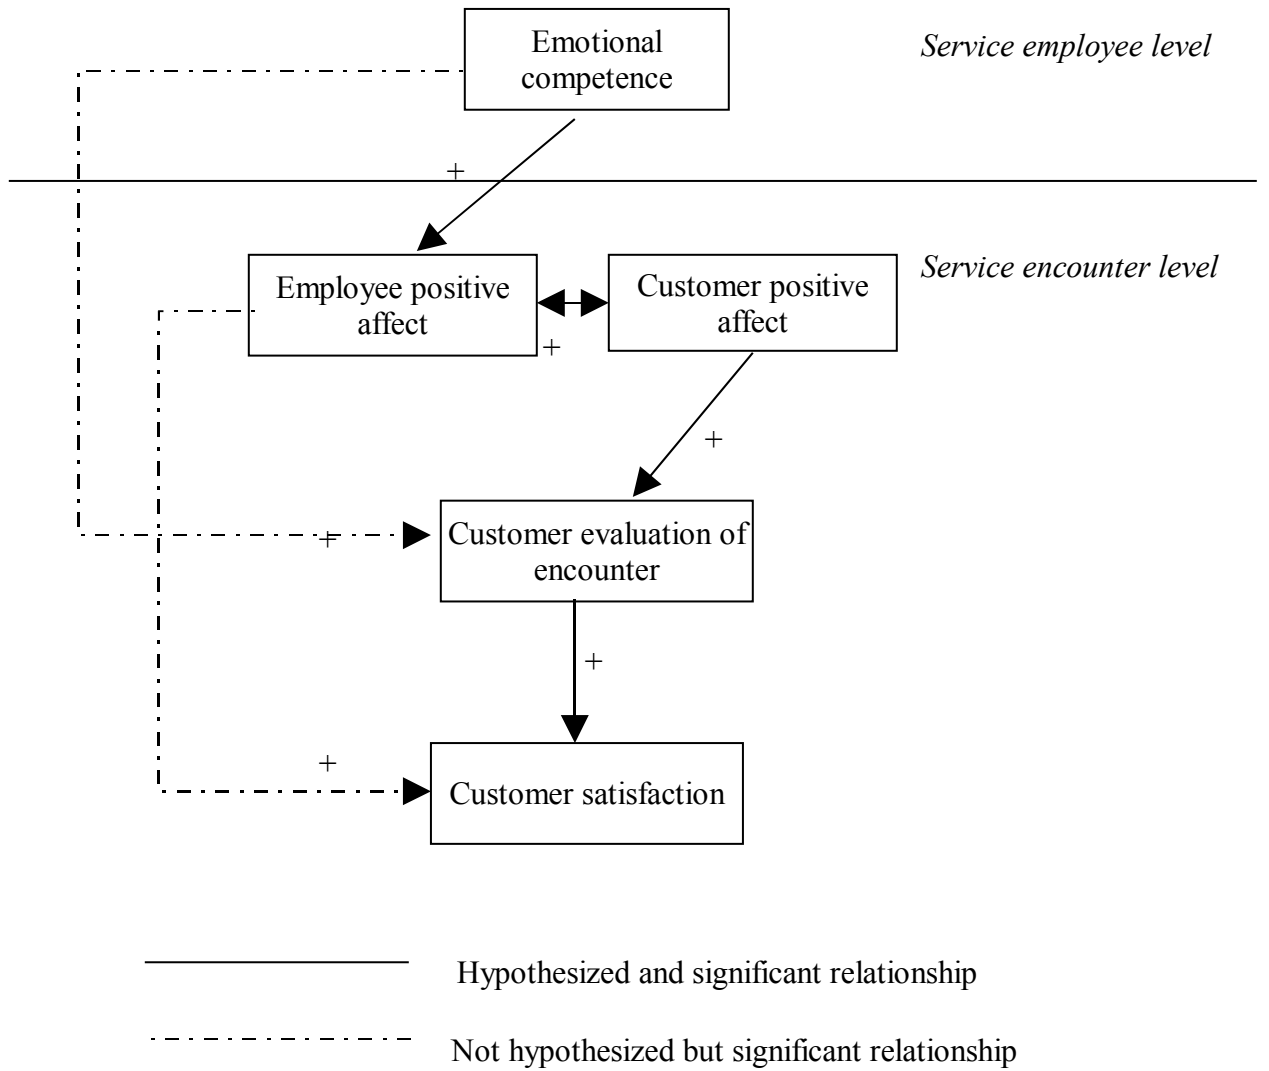 Emotional
competence
Service employee level
+
Employee positive
affect
Customer positive
affect
Service encounter level
+
+
Customer evaluation of
encounter
+
+
Customer satisfaction
+
Hypothesized and significant relationship
Not hypothesized but significant relationship